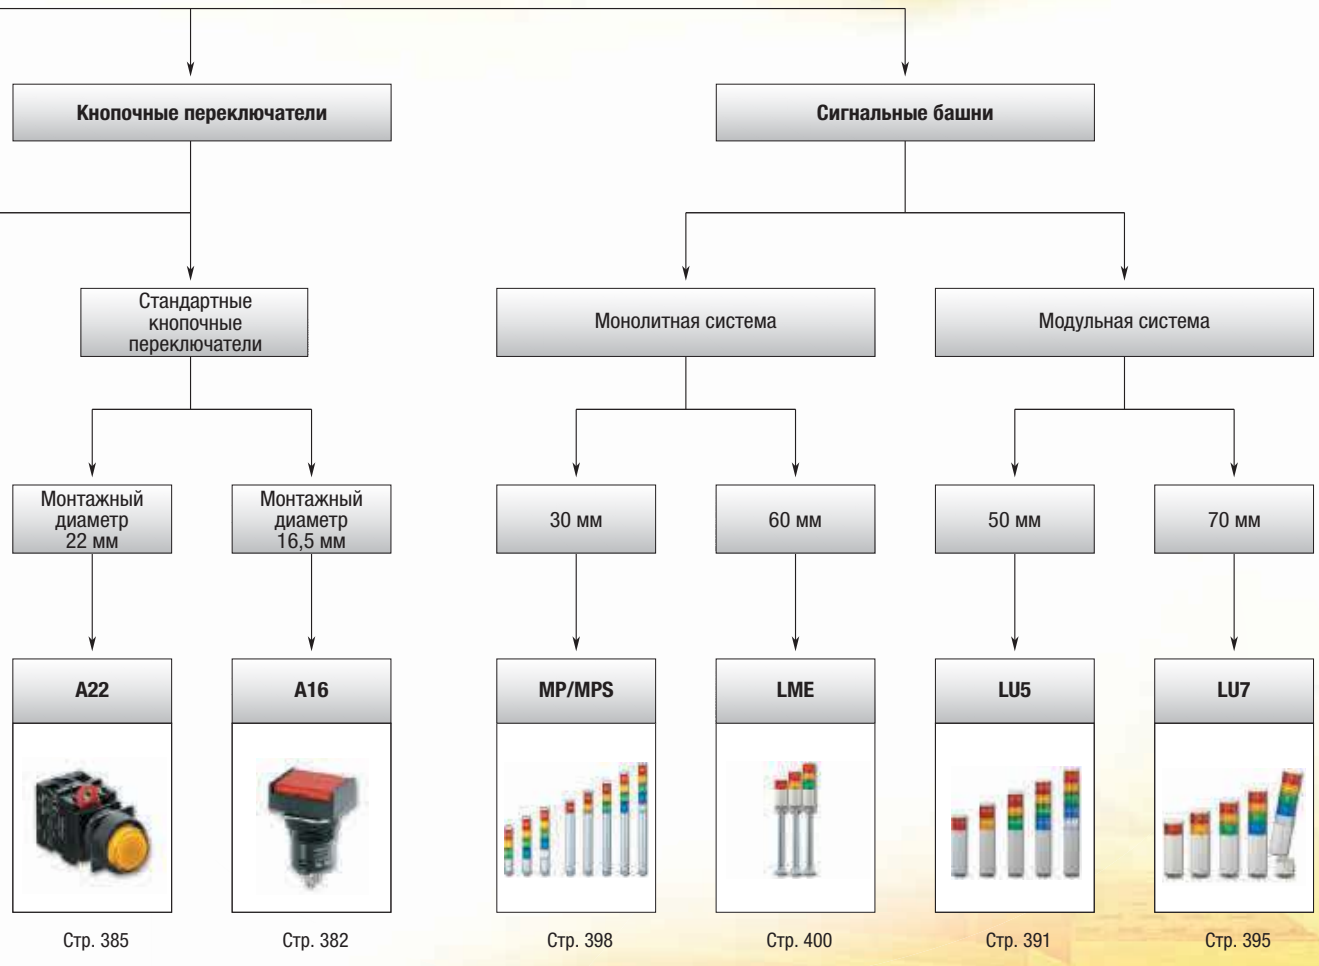 Кнопочные переключатели
Сигнальные башни
Стандартные
кнопочные
переключатели
Монолитная система
Модульная система
Монтажный
диаметр
22 мм
Монтажный
диаметр
16,5 мм
30 мм
60 мм
50 мм
70 мм
A22
A16
MP/MPS
LME
LU5
LU7
Стр. 385
Стр. 382
Стр. 398
Стр. 400
Стр. 391
Стр. 395